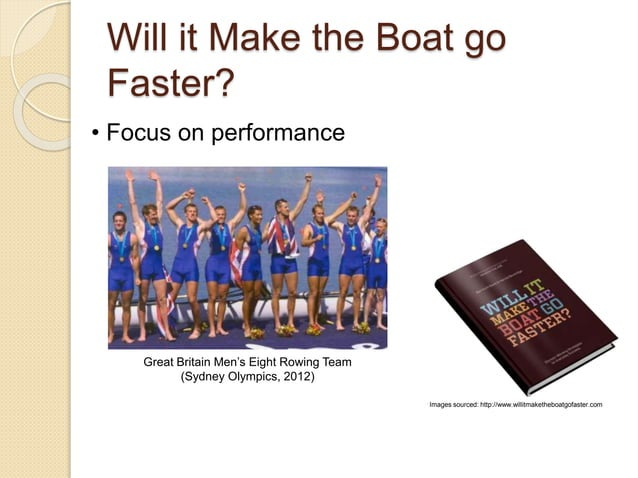 Will it Make the Boat go
Faster?
• Focus on performance
WILL IT
MAKE THE
BOAT GO
FASTER?
Great Britain Men's Eight Rowing Team
(Sydney Olympics, 2012)
Images sourced: http://www.willitmaketheboatgofaster.com